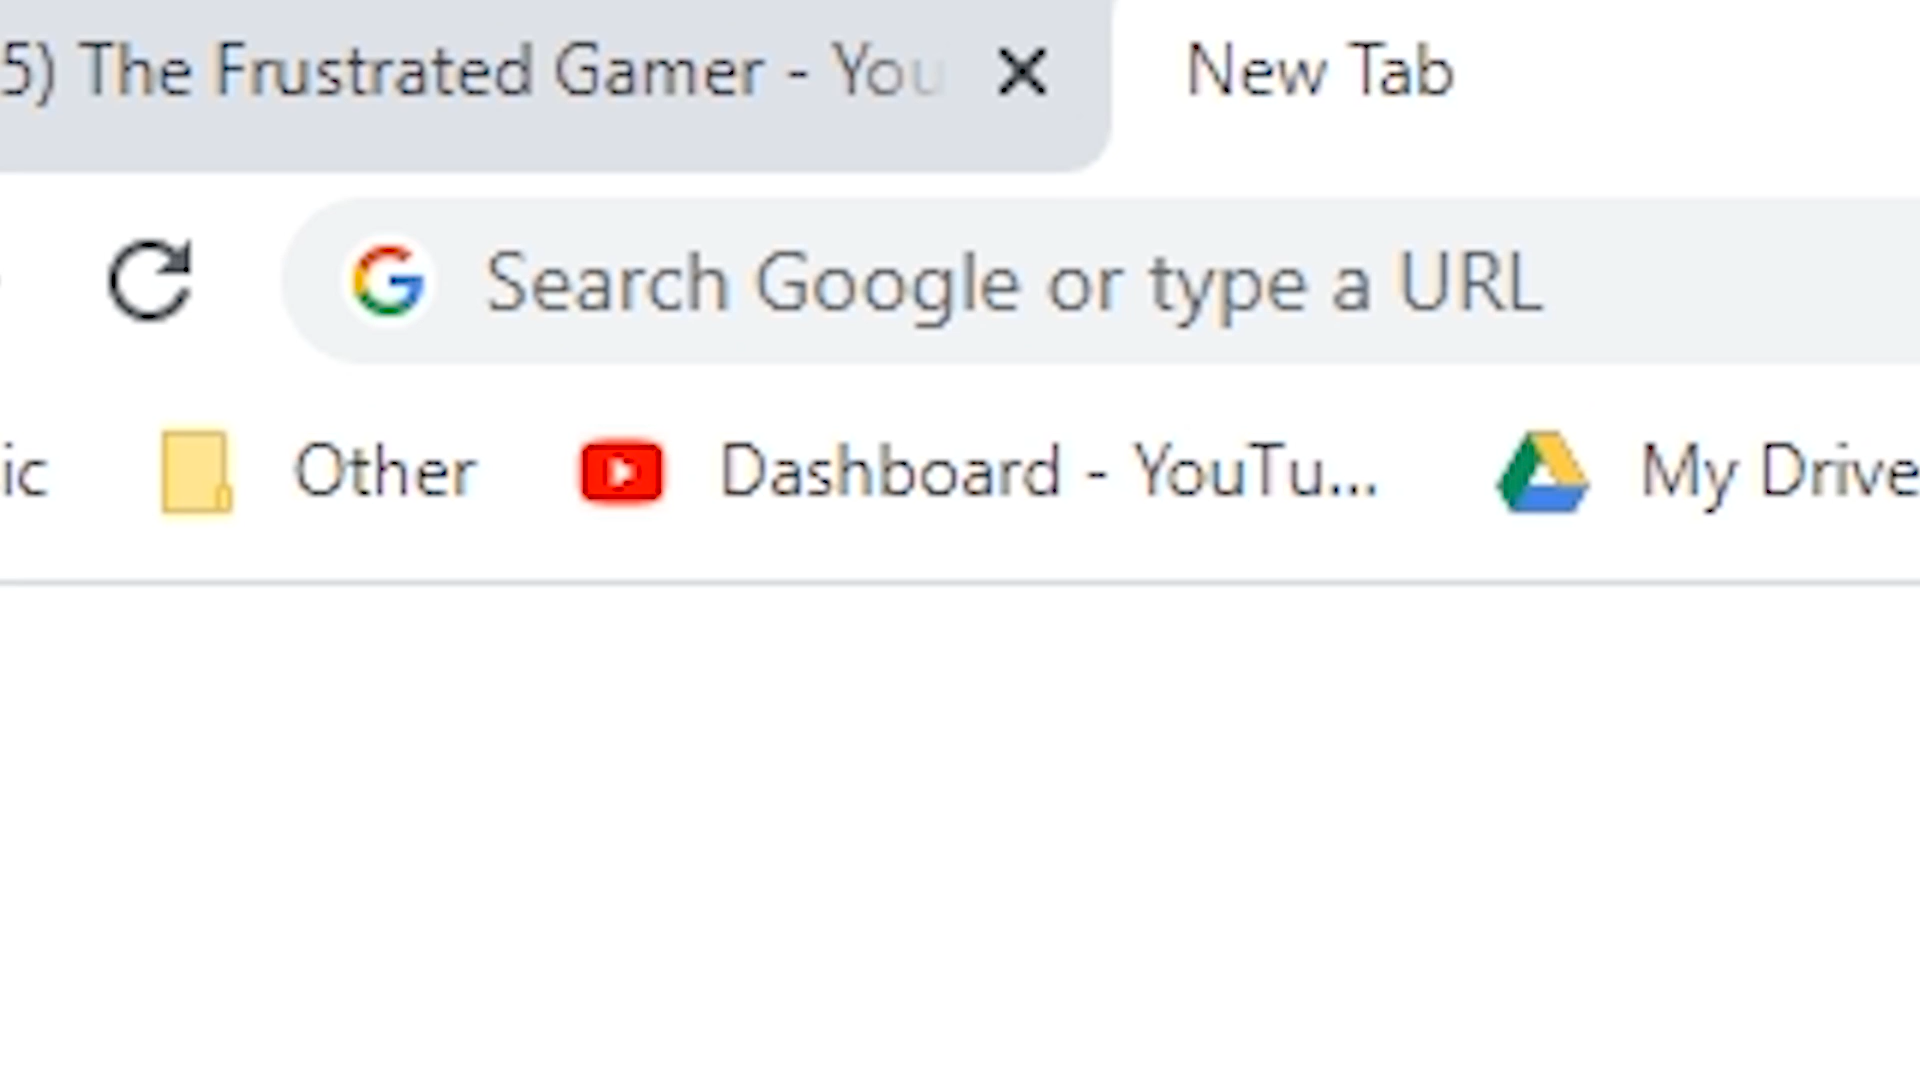 5) The Frustrated Gamer - You
New Tab
Search Google or type a URL
ic Other Dashboard - YouTu... My Drive